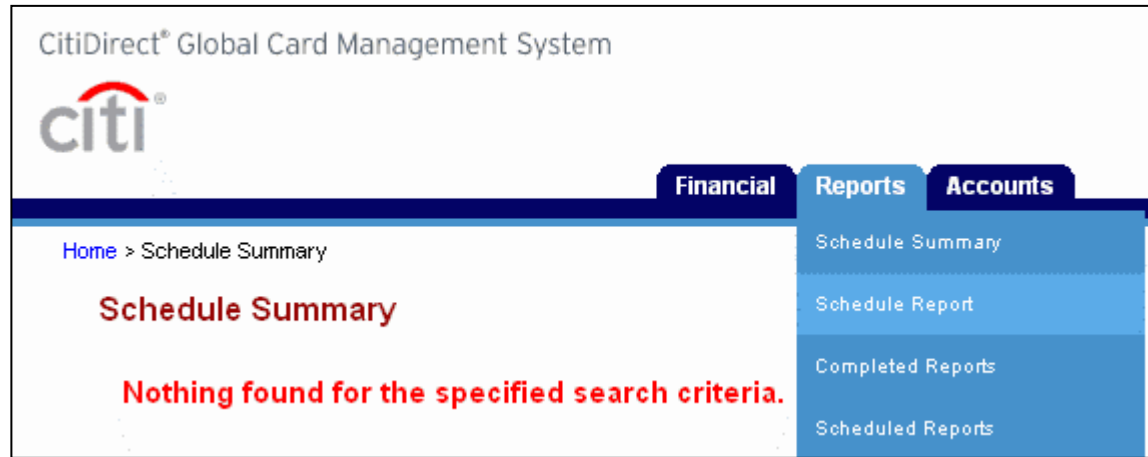 CitiDirect® Global Card Management System
citi®
Financial Reports Accounts
Home > Schedule Summary
Schedule Summary
Nothing found for the specified search criteria.
Schedule Summary
Schedule Report
Completed Reports
Scheduled Reports